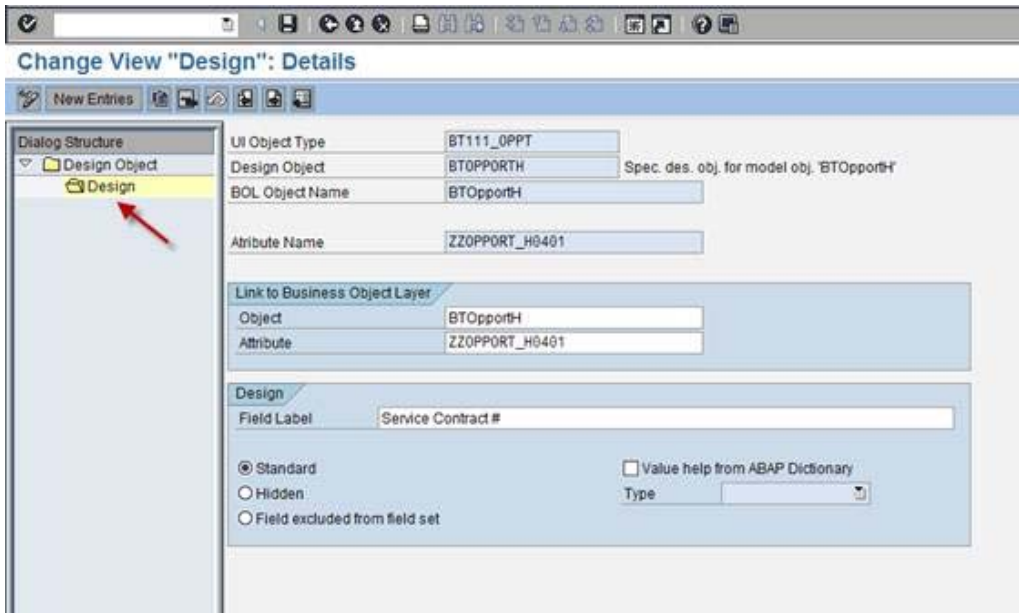 Change View "Design": Details
New Entries
Dialog Structure
Design Object
Design
UI Object Type BT111_OPPT
Design Object BTOPPORTH Spec. des. obj. for model obj. 'BTOpportH'
BOL Object Name BTOpportH
Atribute Name ZZOPPORT_H0401
Link to Business Object Layer
Object BTOpportH
Attribute ZZOPPORT_H0401
Design
Field Label Service Contract #
Standard Value help from ABAP Dictionary
Hidden Type
Field excluded from field set